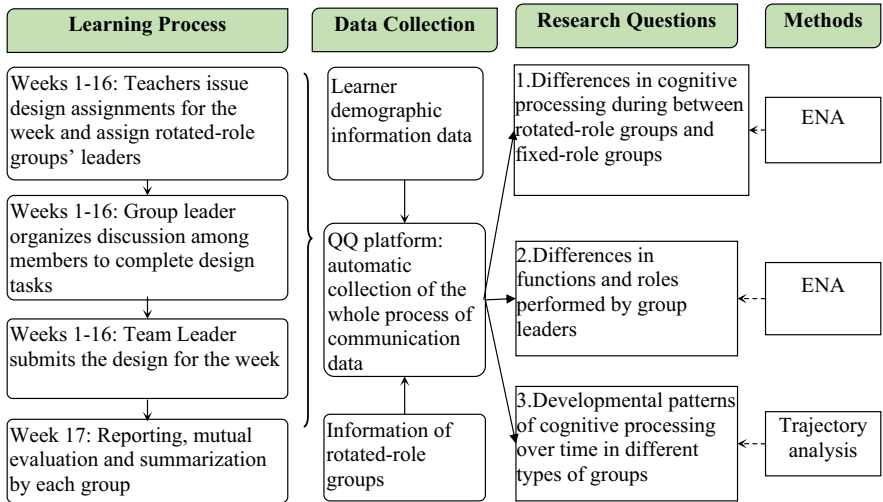 Learning Process
Weeks 1-16: Teachers issue
design assignments for the
week and assign rotated-role
groups' leaders
Weeks 1-16: Group leader
organizes discussion among
members to complete design
tasks
Weeks 1-16: Team Leader
submits the design for the week
Week 17: Reporting, mutual
evaluation and summarization
by each group
Data Collection
Learner
demographic
information data
QQ platform:
automatic
collection of the
whole process of
communication
data
Information of
rotated-role
groups
Research Questions
1.Differences in cognitive
processing during between
rotated-role groups and
fixed-role groups
2.Differences in
functions and roles
performed by group
leaders
3.Developmental patterns
of cognitive processing
over time in different
types of groups
Methods
ENA
ENA
Trajectory
analysis